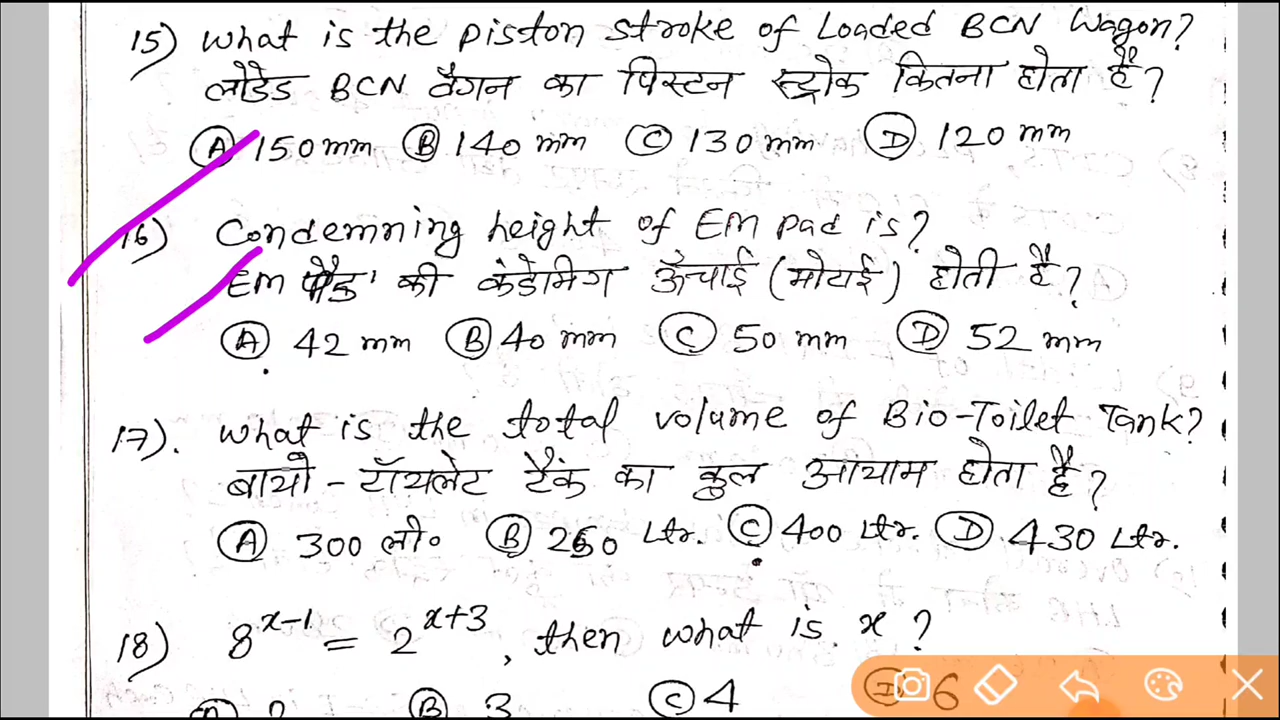 15) What is the piston stroke of Loaded BCN Wagon?
लोडेड BCN वैगन का पिस्टन स्ट्रोक कितना होता है?
(A) 150mm (B) 140 mm (C) 130 mm (D) 120 mm
16) Condemning height of EM pad is?
EM पैड' की कंडेमिंग ऊँचाई (मोटाई) होती है?
(A) 42 mm (B) 40 mm (C) 50 mm (D) 52 mm
17). What is the total volume of Bio-Toilet Tank?
बायो-टॉयलेट टैंक का कुल आयाम होता है?
(A) 300 ली० (B) 260 Ltr. (C) 400 Ltr. (D) 430 Ltr.
18) 8^{x-1} = 2^{x+3}, then what is x?
(A) 2 (B) 3 (C) 4 (D) 6